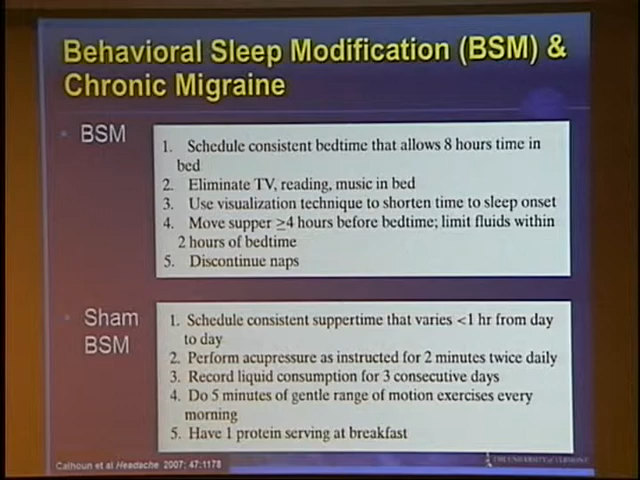 Behavioral Sleep Modification (BSM) &
Chronic Migraine
• BSM
1. Schedule consistent bedtime that allows 8 hours time in
bed
2. Eliminate TV, reading, music in bed
3. Use visualization technique to shorten time to sleep onset
4. Move supper ≥4 hours before bedtime; limit fluids within
2 hours of bedtime
5. Discontinue naps
• Sham
BSM
1. Schedule consistent suppertime that varies <1 hr from day
to day
2. Perform acupressure as instructed for 2 minutes twice daily
3. Record liquid consumption for 3 consecutive days
4. Do 5 minutes of gentle range of motion exercises every
morning
5. Have 1 protein serving at breakfast
Calhoun et al Headache 2007; 47:1178
THE UNIVERSITY of VERMONT